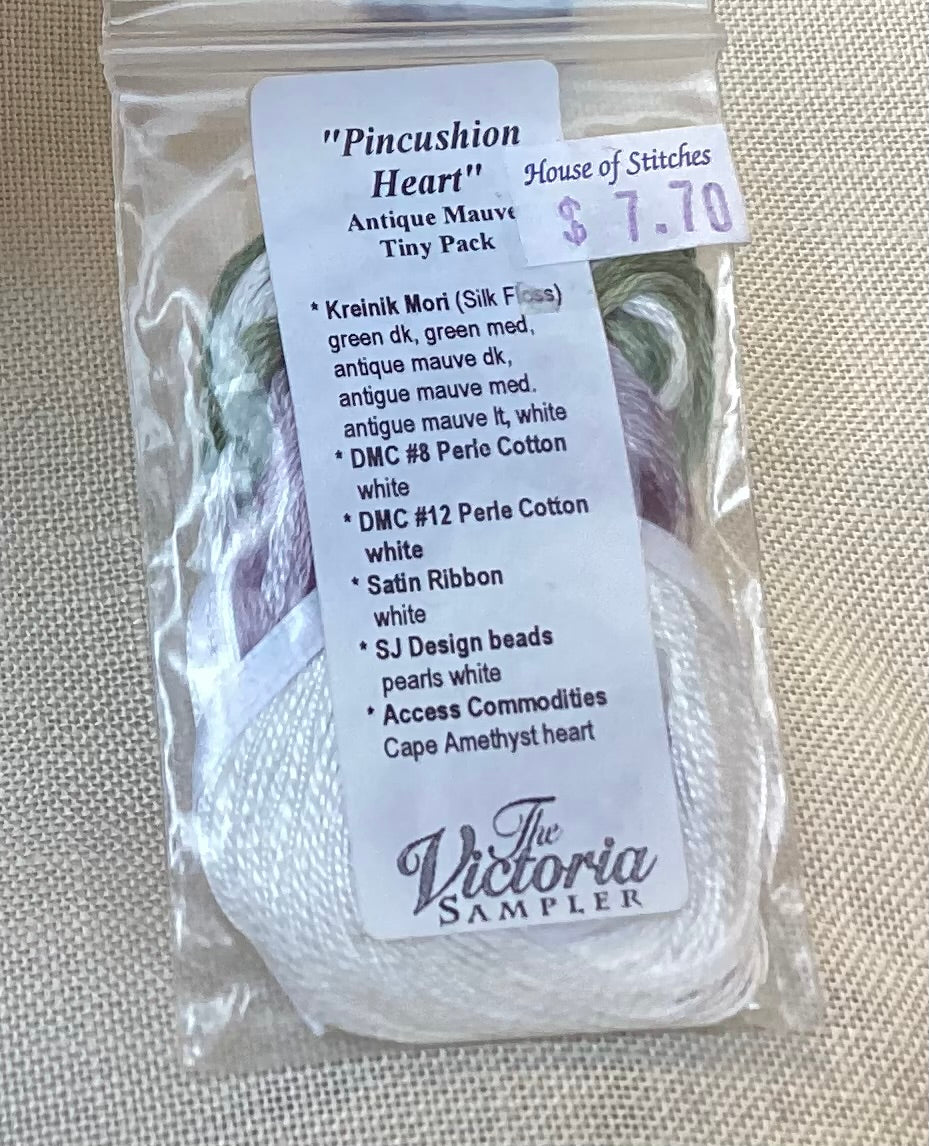 "Pincushion
Heart"
Antique Mauve
Tiny Pack
House of Stitches
$ 7.70
* Kreinik Mori (Silk Floss)
green dk, green med,
antique mauve dk,
antigue mauve med.
antigue mauve lt, white
* DMC #8 Perle Cotton
white
* DMC #12 Perle Cotton
white
* Satin Ribbon
white
* SJ Design beads
pearls white
* Access Commodities
Cape Amethyst heart
The
Victoria
SAMPLER